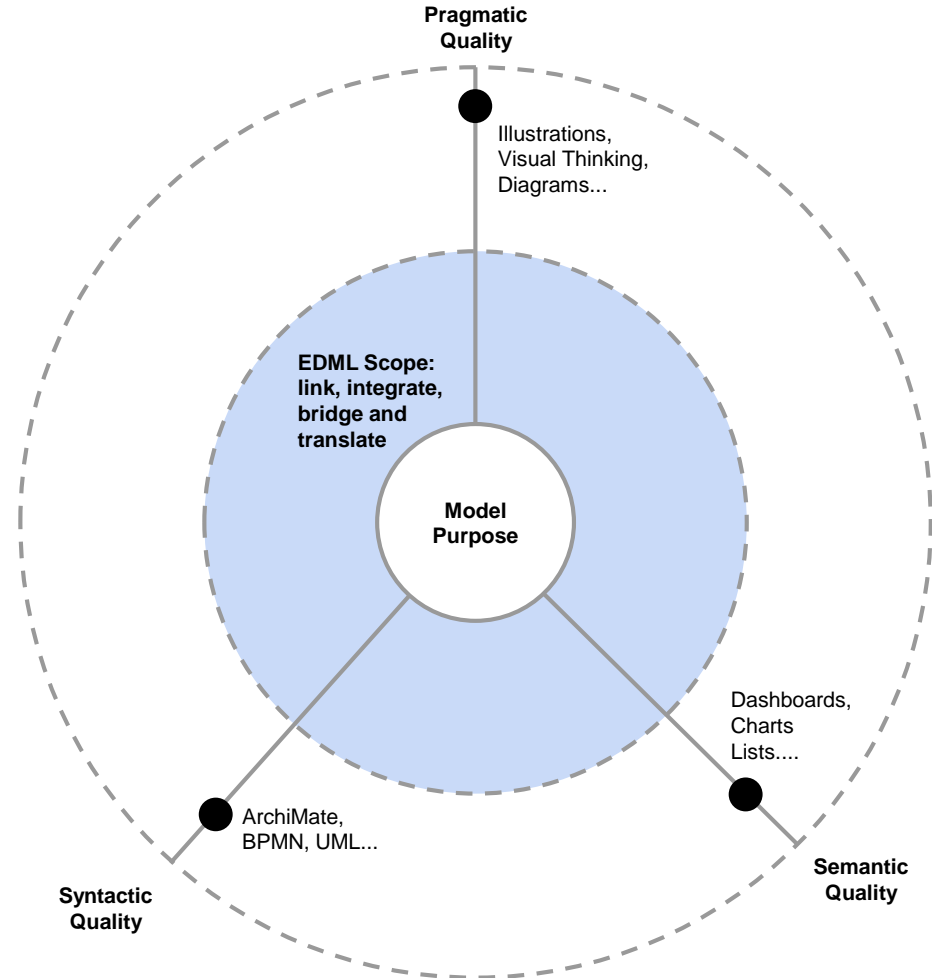 Pragmatic
Quality
Illustrations,
Visual Thinking,
Diagrams...
EDML Scope:
link, integrate,
bridge and
translate
Model
Purpose
Dashboards,
Charts
Lists....
ArchiMate,
BPMN, UML...
Semantic
Quality
Syntactic
Quality